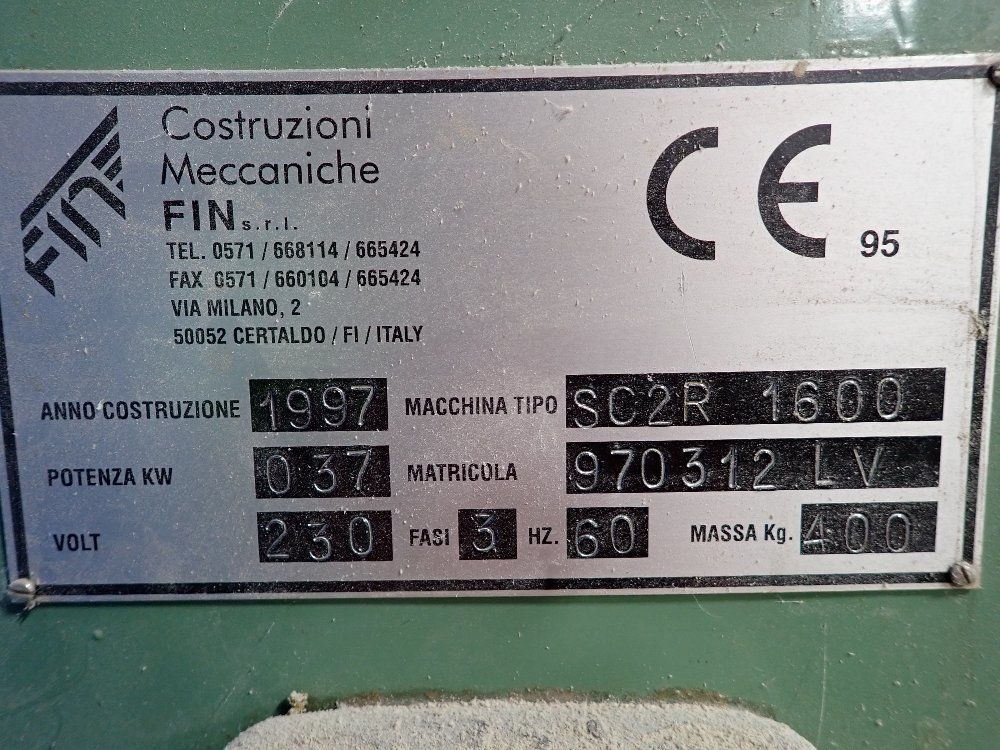 FIN
Costruzioni
Meccaniche
FIN s.r.l.
TEL. 0571 / 668114 / 665424
FAX 0571 / 660104 / 665424
VIA MILANO, 2
50052 CERTALDO / FI / ITALY
CE 95
ANNO COSTRUZIONE 1997 MACCHINA TIPO SC2R 1600
POTENZA KW 037 MATRICOLA 970312 LV
VOLT 230 FASI 3 HZ. 60 MASSA Kg. 400